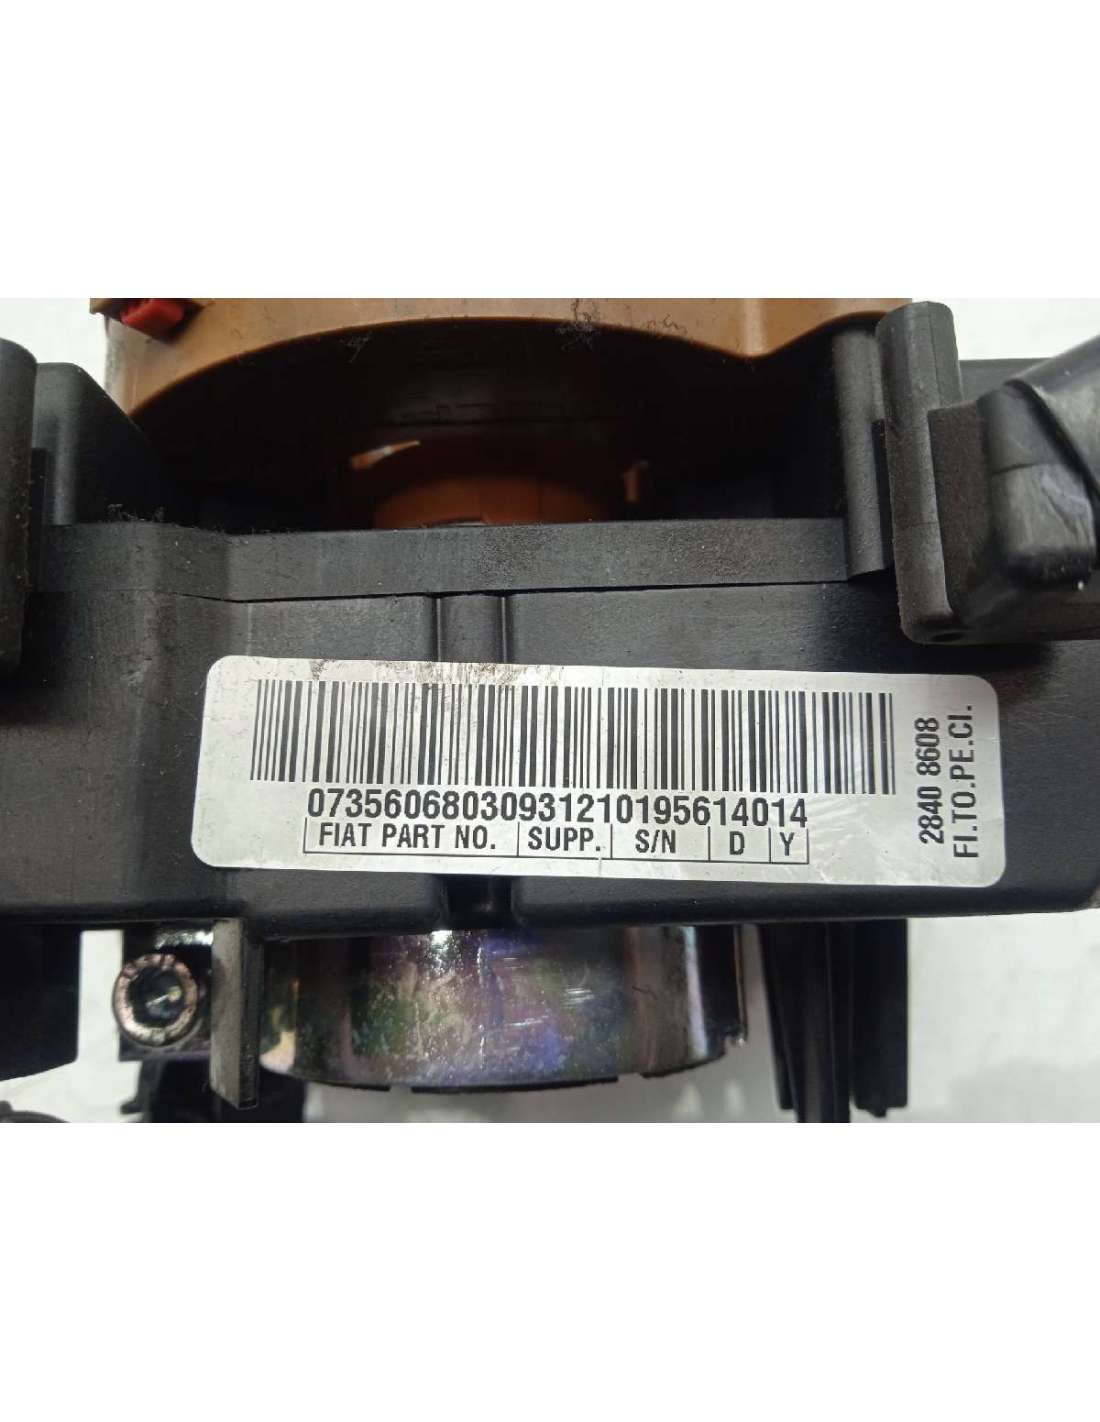 07356068030931210195614014
FIAT PART NO. SUPP. S/N D Y
2840 8608
FI.TO.PE.CI.